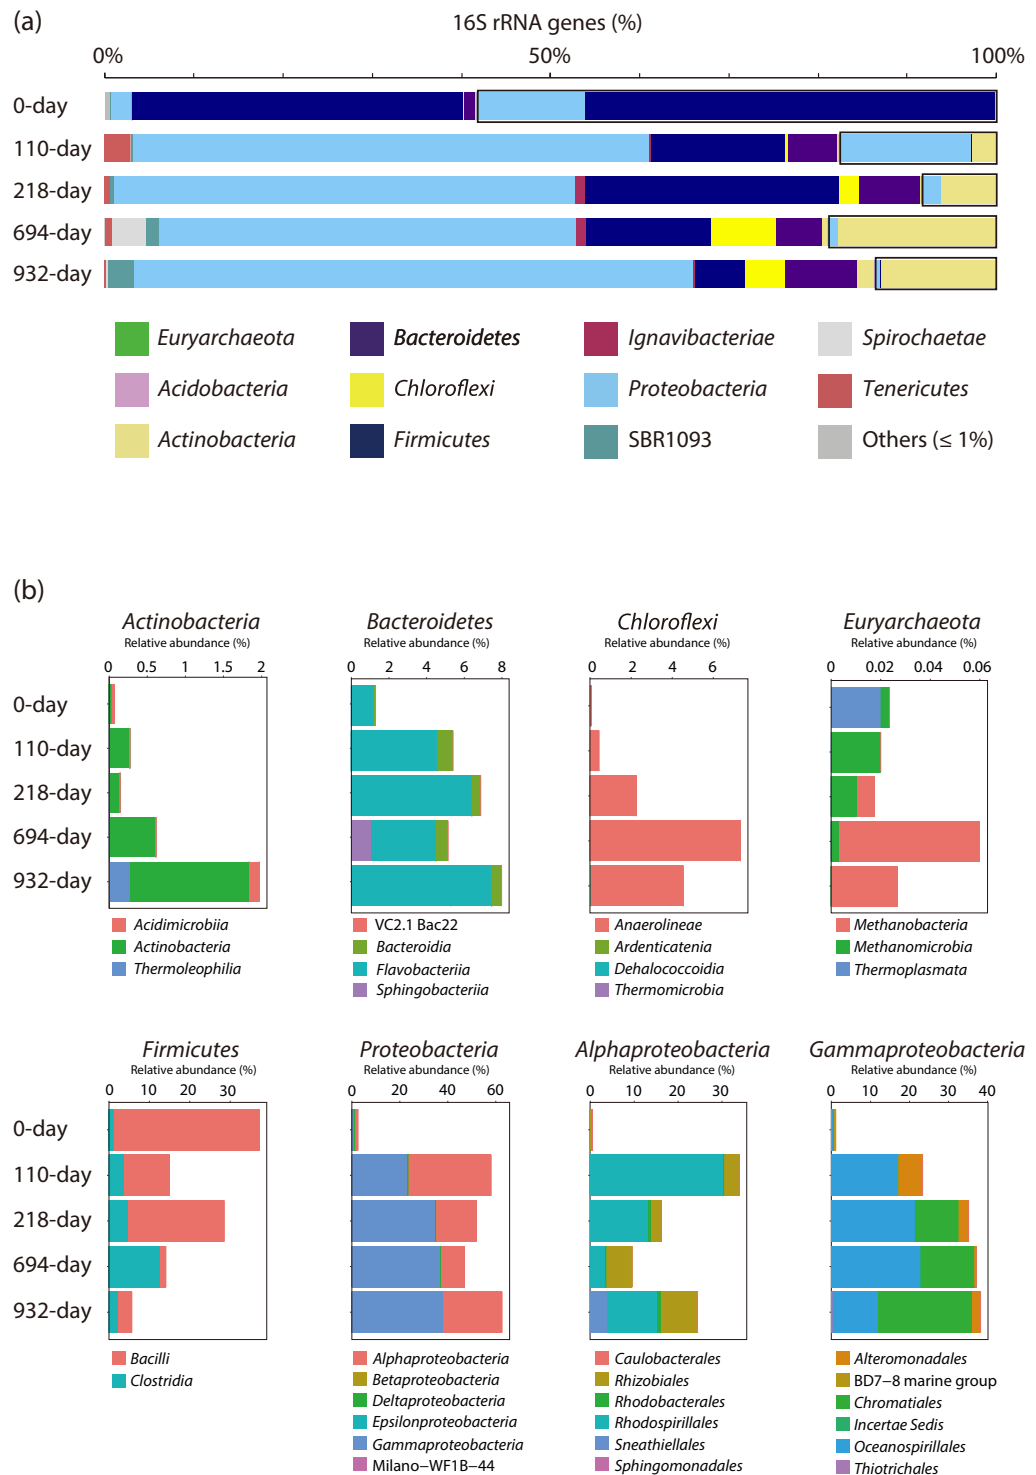 (a)
16S rRNA genes (%)
0% 50% 100%
0-day
110-day
218-day
694-day
932-day
Euryarchaeota Bacteroidetes Ignavibacteriae Spirochaetae
Acidobacteria Chloroflexi Proteobacteria Tenericutes
Actinobacteria Firmicutes SBR1093 Others (≤ 1%)
(b)
Actinobacteria Bacteroidetes Chloroflexi Euryarchaeota
Relative abundance (%) Relative abundance (%) Relative abundance (%) Relative abundance (%)
0 0.5 1 1.5 2 0 2 4 6 8 0 2 4 6 0 0.02 0.04 0.06
0-day
110-day
218-day
694-day
932-day
Acidimicrobiia VC2.1 Bac22 Anaerolineae Methanobacteria
Actinobacteria Bacteroidia Ardenticatenia Methanomicrobia
Thermoleophilia Flavobacteriia Dehalococcoidia Thermoplasmata
Sphingobacteriia Thermomicrobia
Firmicutes Proteobacteria Alphaproteobacteria Gammaproteobacteria
Relative abundance (%) Relative abundance (%) Relative abundance (%) Relative abundance (%)
0 10 20 30 0 20 40 60 0 10 20 30 0 10 20 30 40
0-day
110-day
218-day
694-day
932-day
Bacilli Alphaproteobacteria Caulobacterales Alteromonadales
Clostridia Betaproteobacteria Rhizobiales BD7−8 marine group
Deltaproteobacteria Rhodobacterales Chromatiales
Epsilonproteobacteria Rhodospirillales Incertae Sedis
Gammaproteobacteria Sneathiellales Oceanospirillales
Milano−WF1B−44 Sphingomonadales Thiotrichales